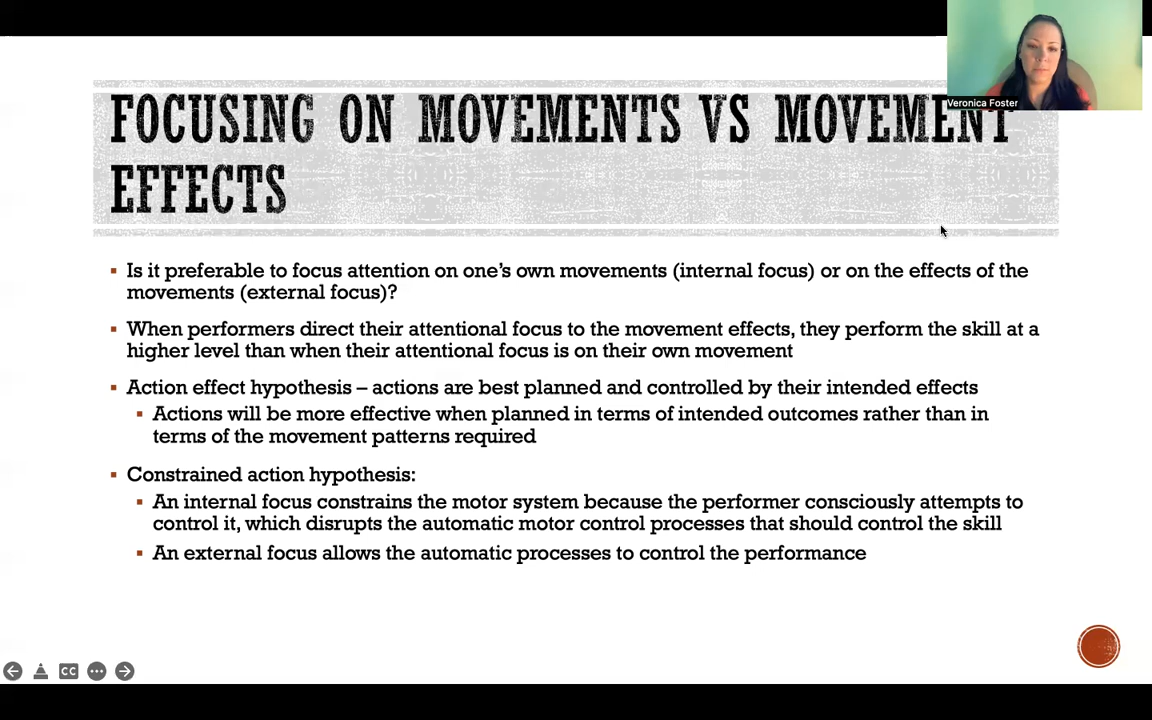 Veronica Foster
FOCUSING ON MOVEMENTS VS MOVEMENT
EFFECTS
Is it preferable to focus attention on one's own movements (internal focus) or on the effects of the
movements (external focus)?
When performers direct their attentional focus to the movement effects, they perform the skill at a
higher level than when their attentional focus is on their own movement
Action effect hypothesis – actions are best planned and controlled by their intended effects
Actions will be more effective when planned in terms of intended outcomes rather than in
terms of the movement patterns required
Constrained action hypothesis:
An internal focus constrains the motor system because the performer consciously attempts to
control it, which disrupts the automatic motor control processes that should control the skill
An external focus allows the automatic processes to control the performance
CC